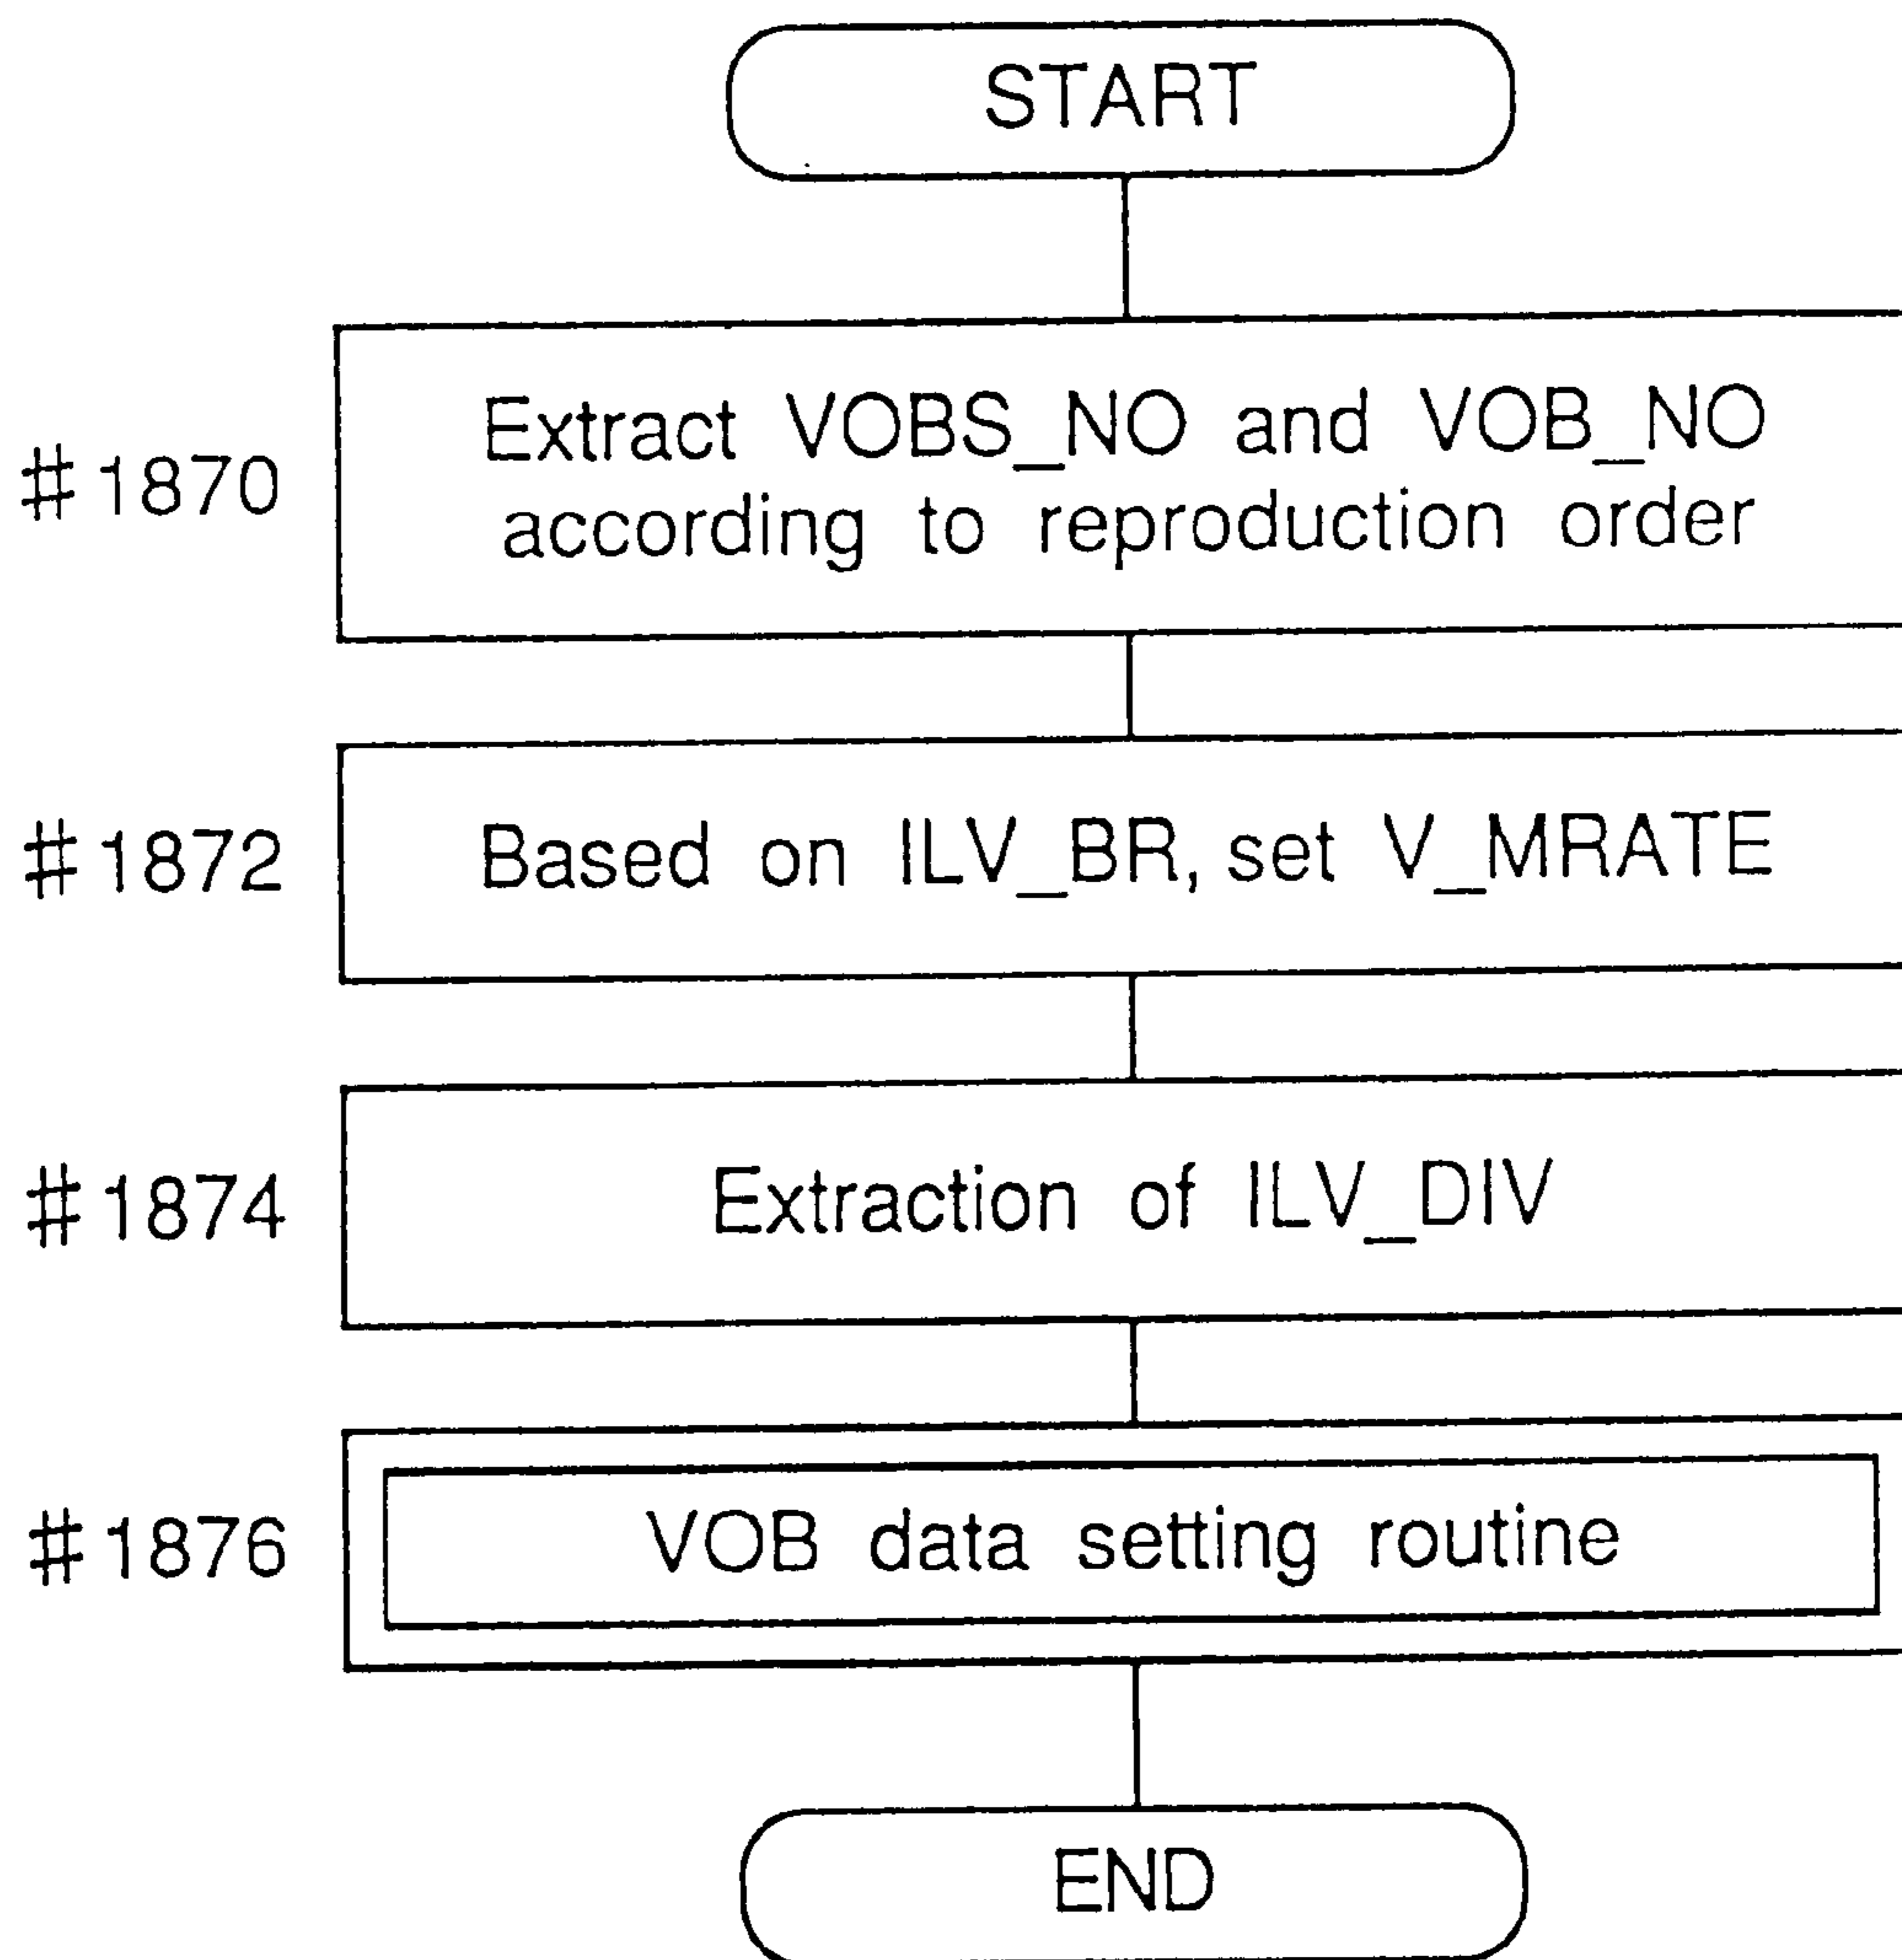 START
Extract VOBS_NO and VOB_NO
#1870
according to reproduction order
#1872 Based on ILV_BR, set V_MRATE
#1874 Extraction of ILV_DIV
#1876 VOB data setting routine
END